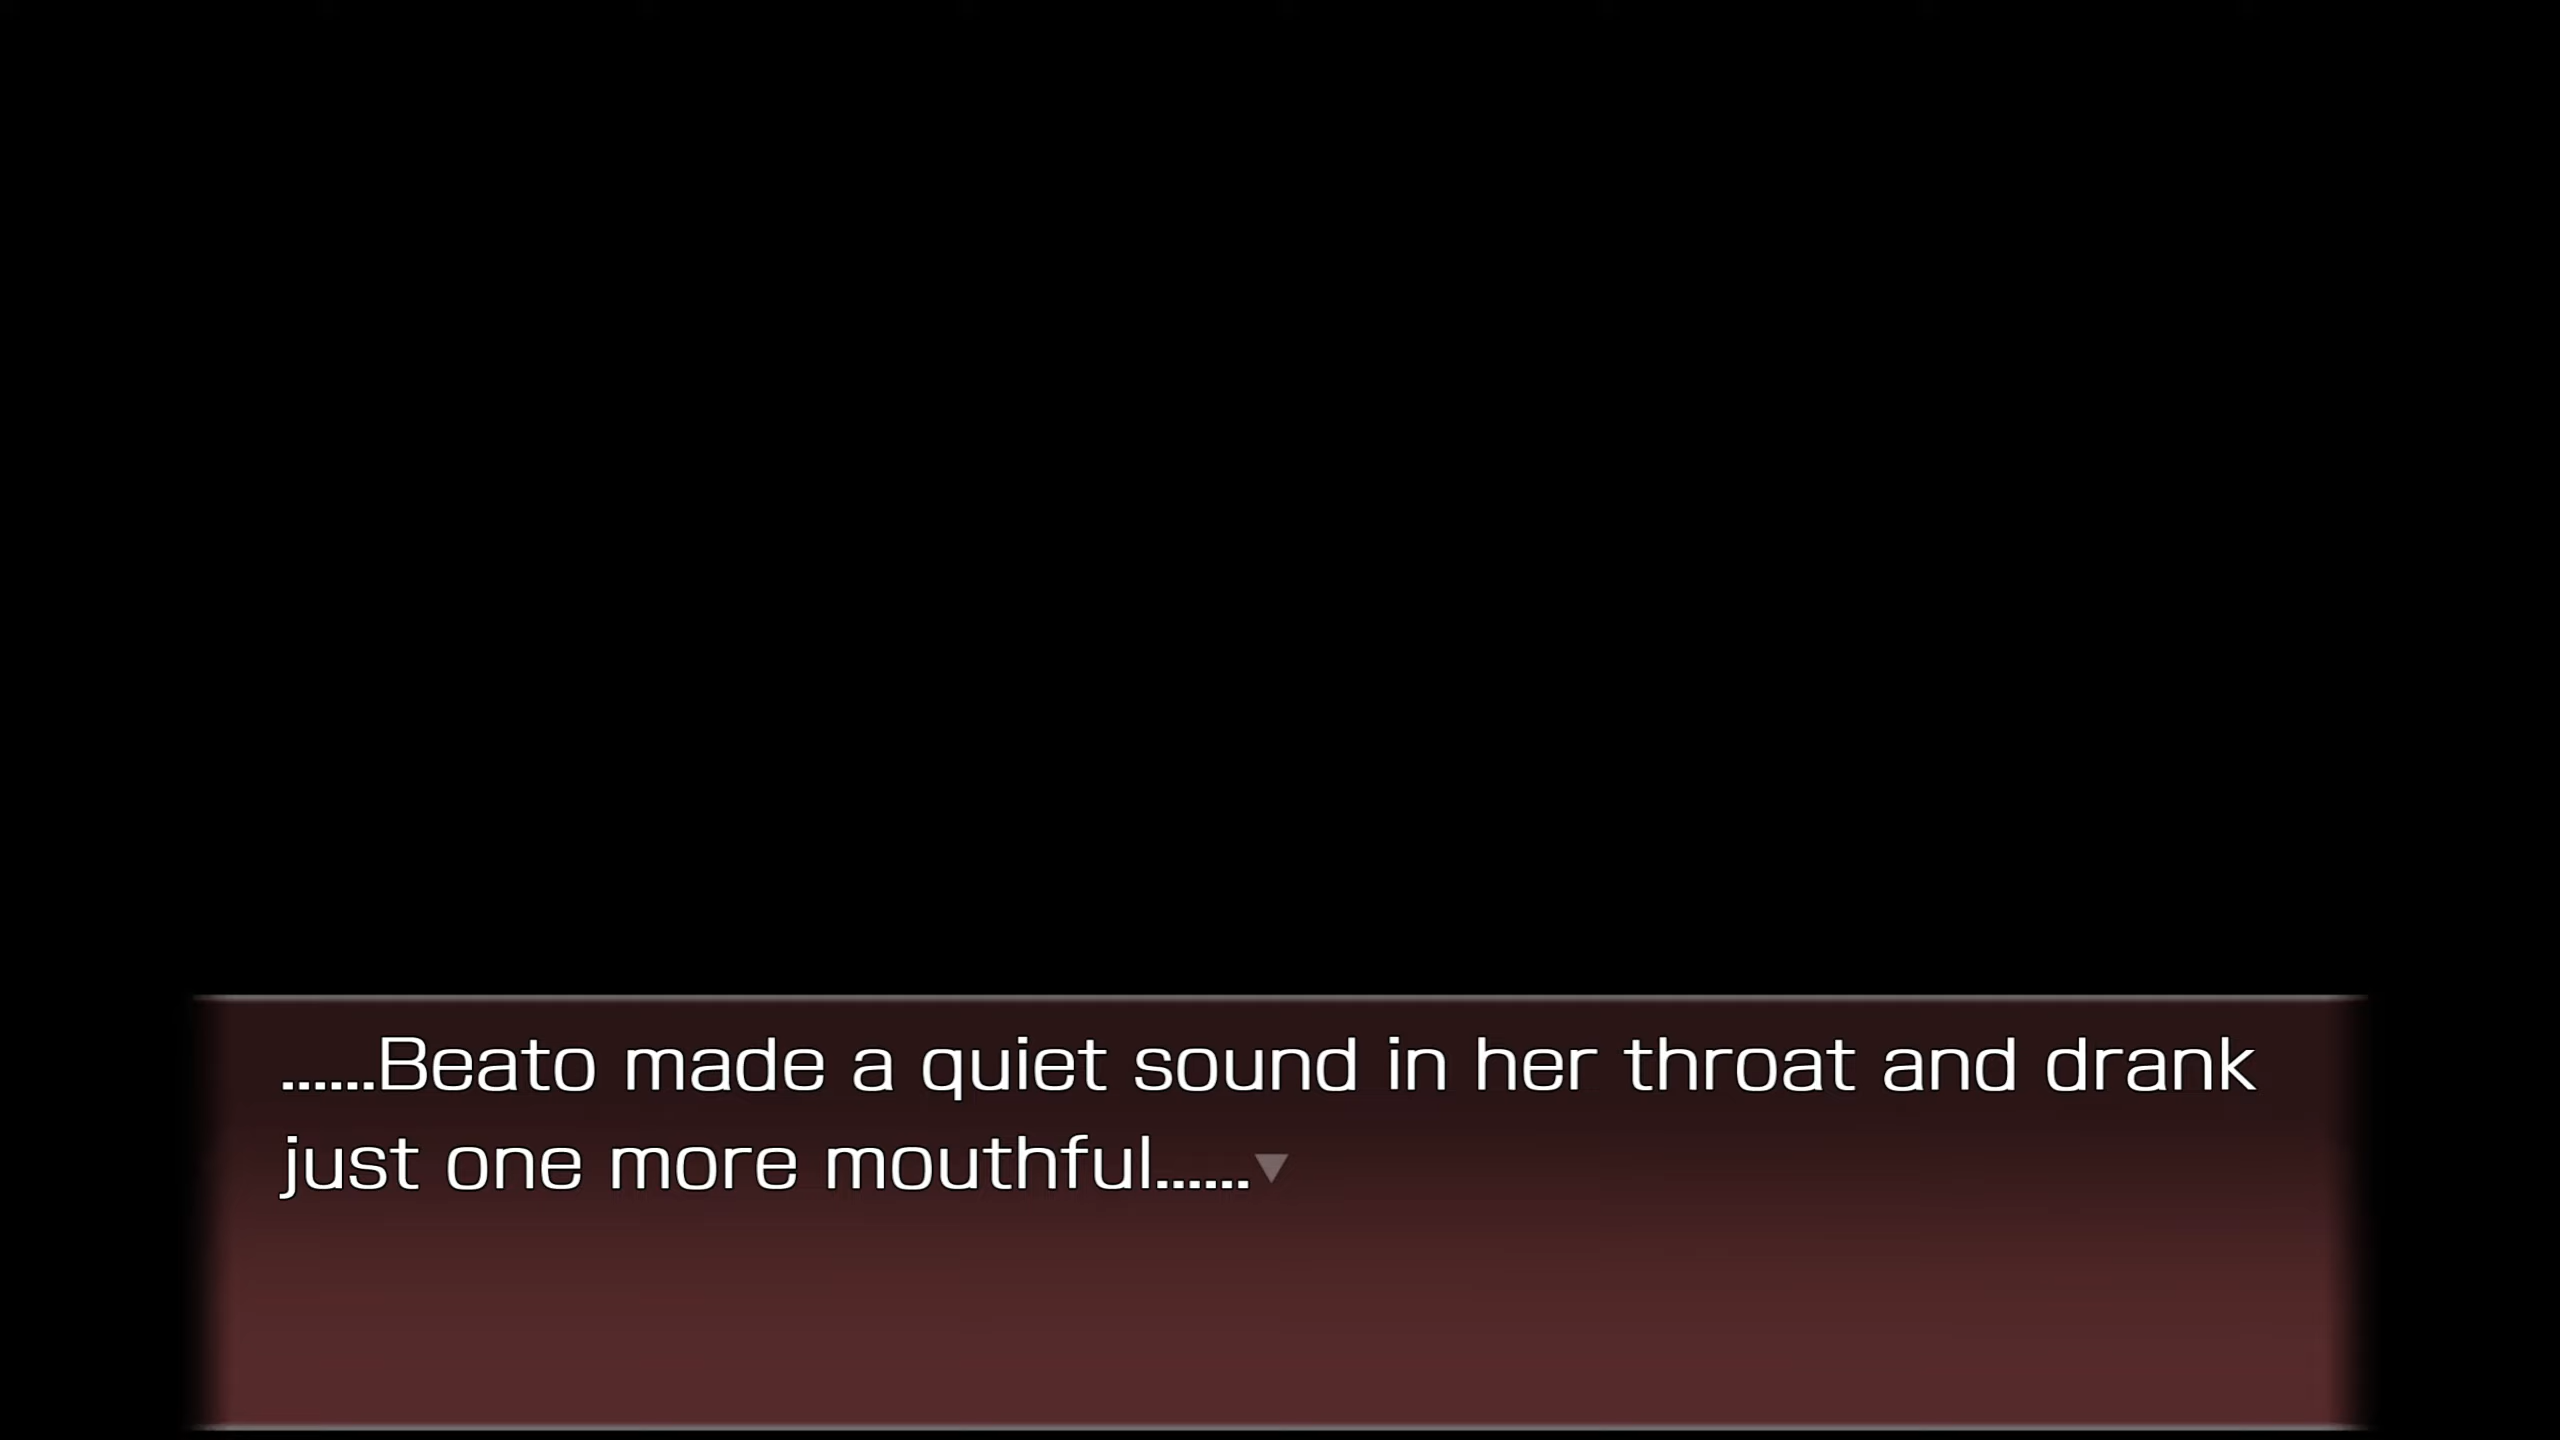 ......Beato made a quiet sound in her throat and drank
just one more mouthful......